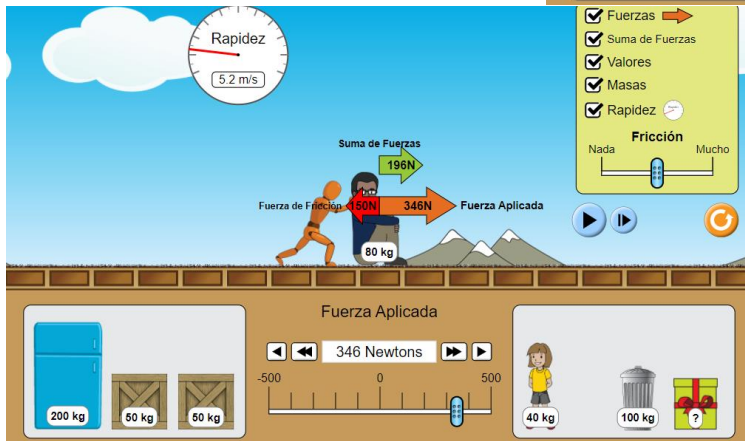 Rapidez
5.2 m/s
Fuerzas
Suma de Fuerzas
Valores
Masas
Rapidez
Fricción
Nada Mucho
Suma de Fuerzas
196N
Fuerza de Fricción 150N 346N Fuerza Aplicada
80 kg
Fuerza Aplicada
346 Newtons
-500 0 500
200 kg 50 kg 50 kg
40 kg 100 kg ?